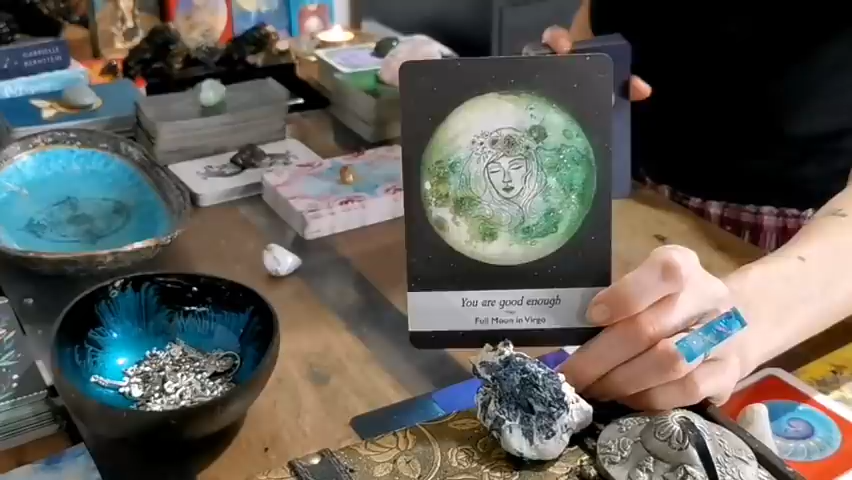 GABRIELLE
BERNSTEIN
You are good enough
Full Moon in Virgo